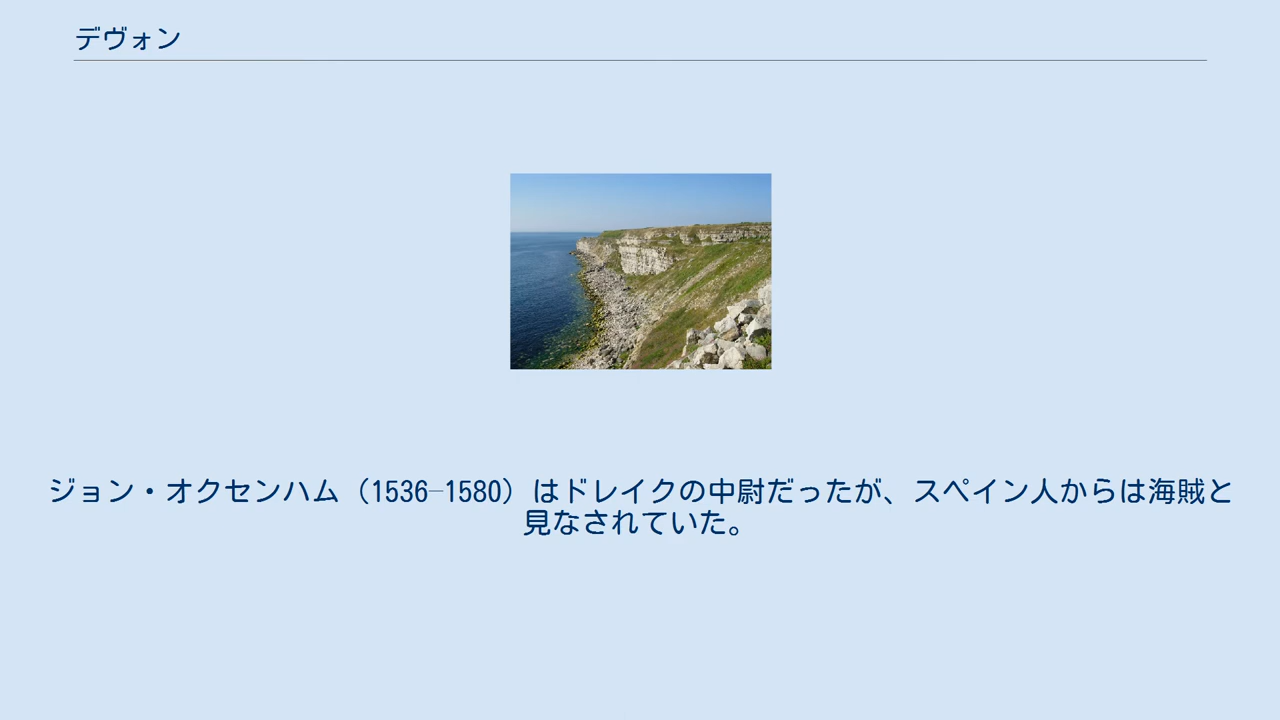 デヴォン
ジョン・オクセンハム（1536–1580）はドレイクの中尉だったが、スペイン人からは海賊と
見なされていた。